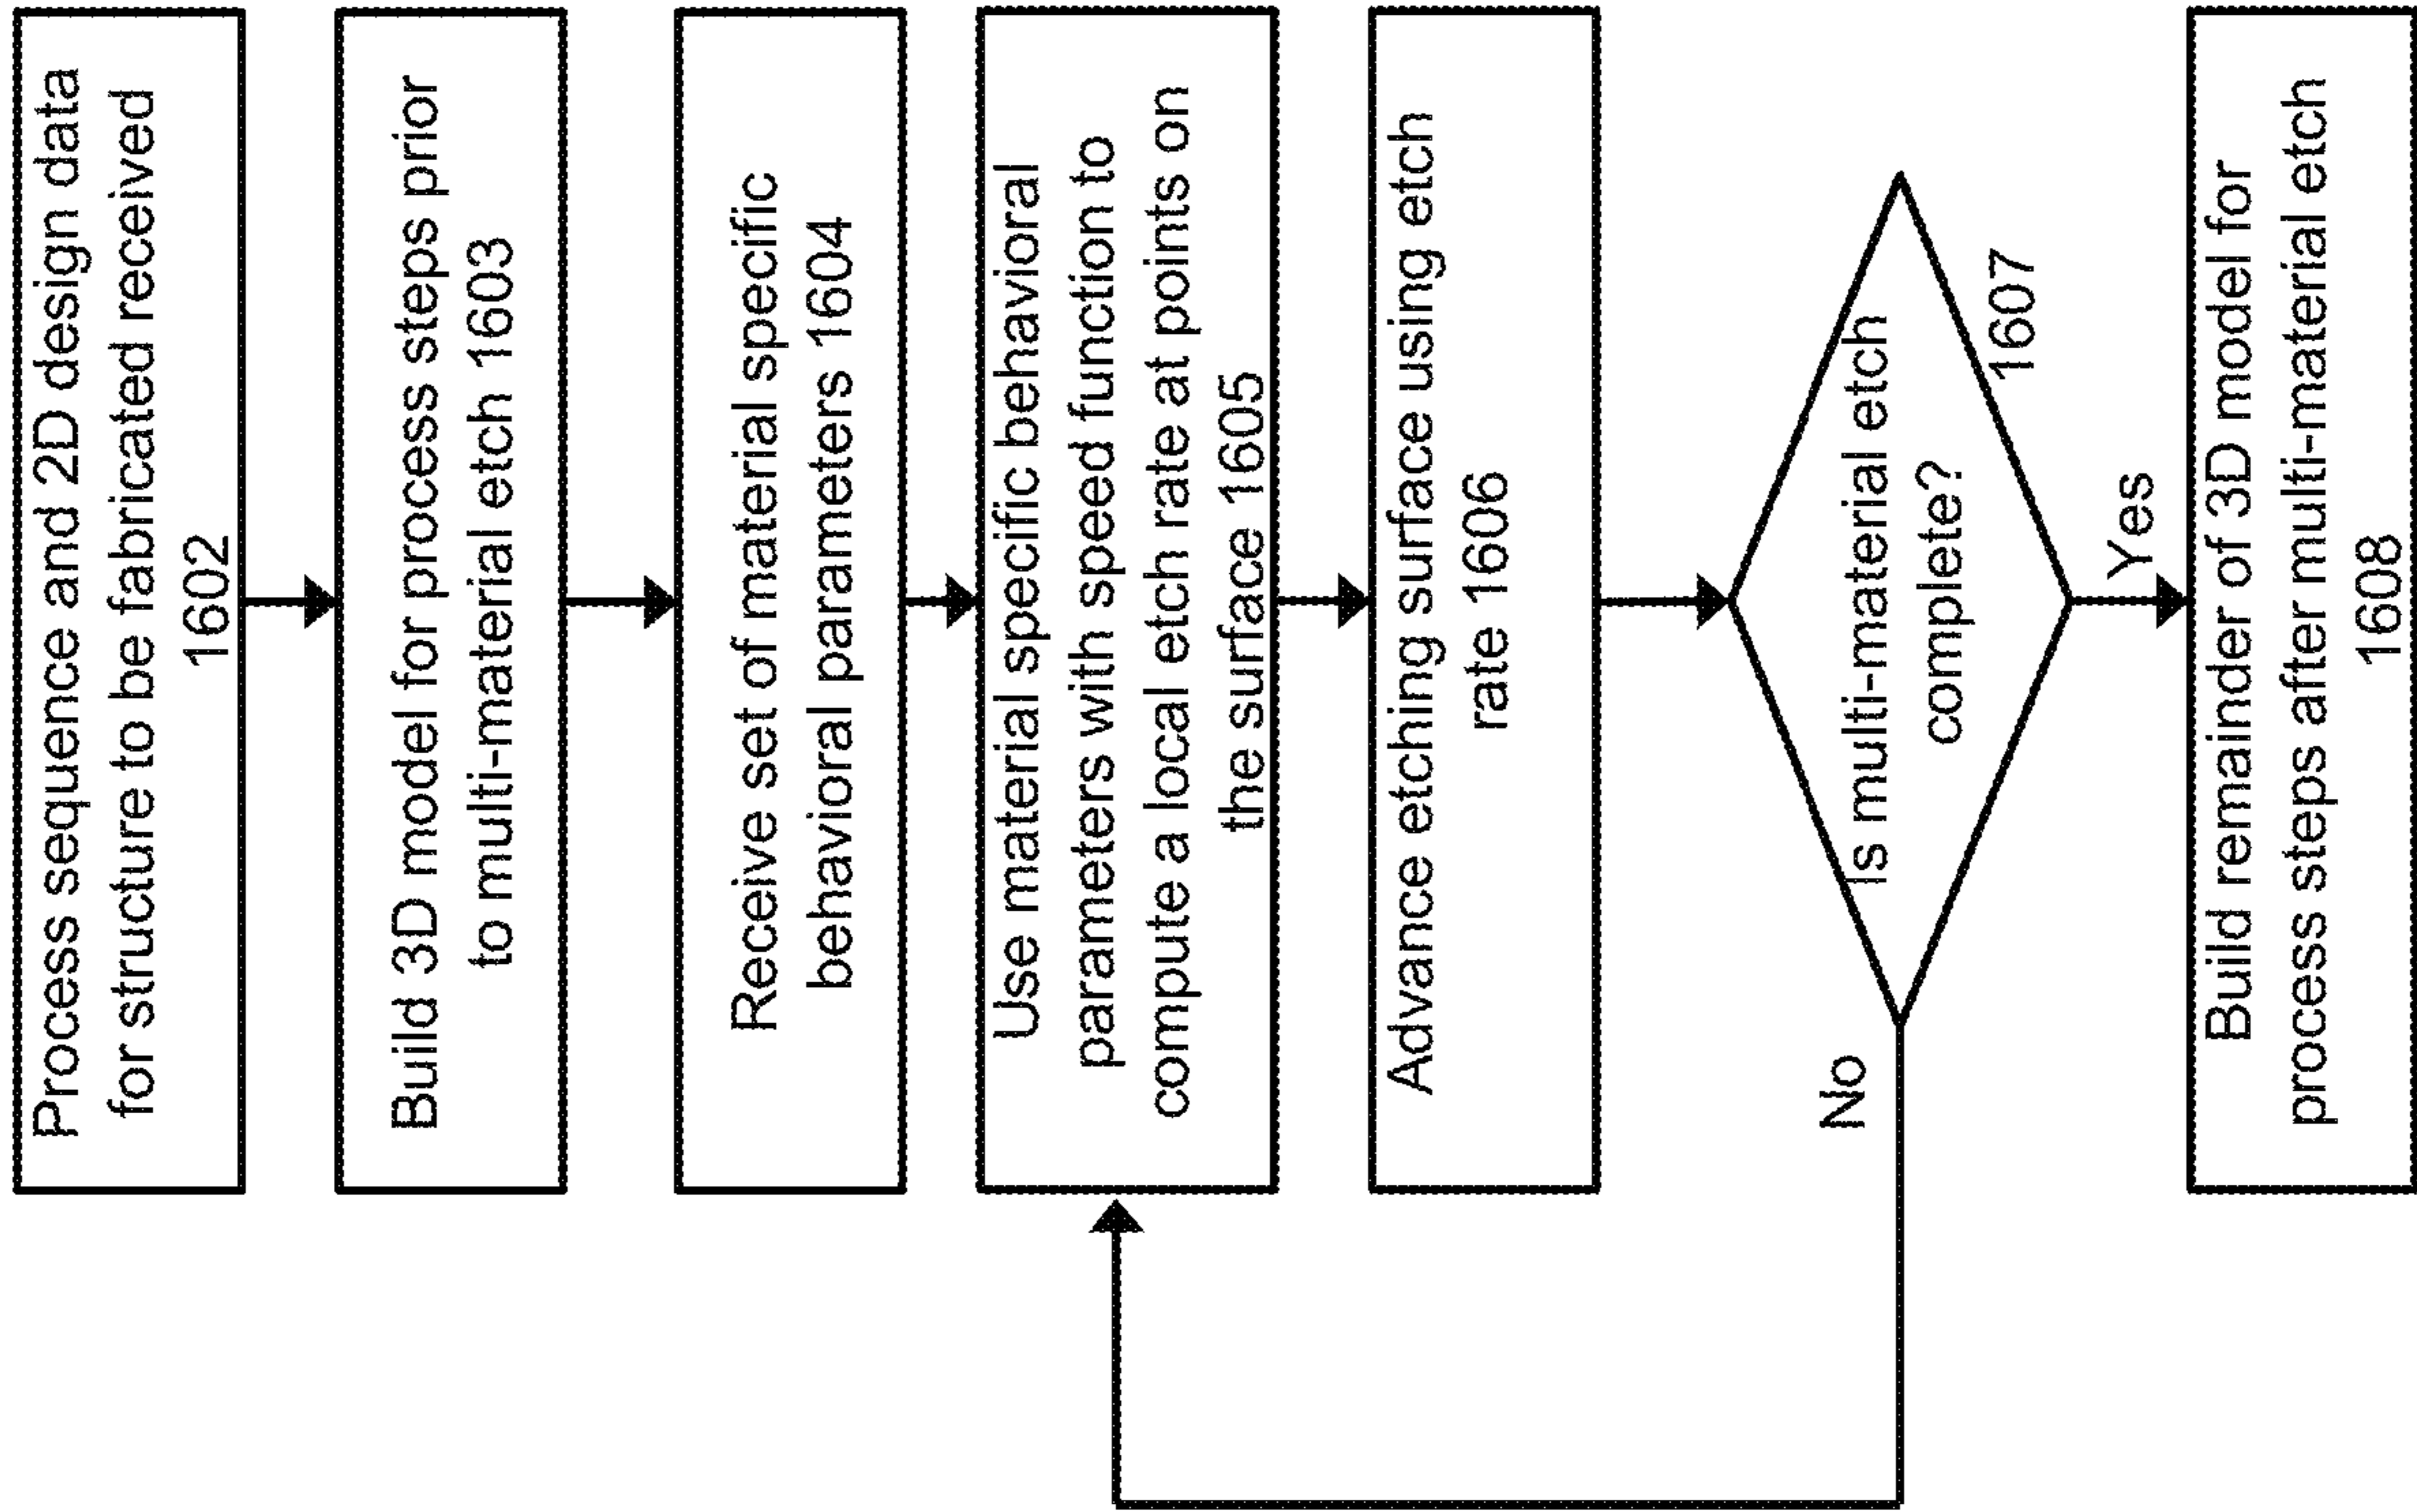 Process sequence and 2D design data
for structure to be fabricated received
1602
Build 3D model for process steps prior
to multi-material etch 1603
Receive set of material specific
behavioral parameters 1604
Use material specific behavioral
parameters with speed function to
compute a local etch rate at points on
the surface 1605
Advance etching surface using etch
rate 1606
Is multi-material etch
complete?
1607
No
Yes
Build remainder of 3D model for
process steps after multi-material etch
1608